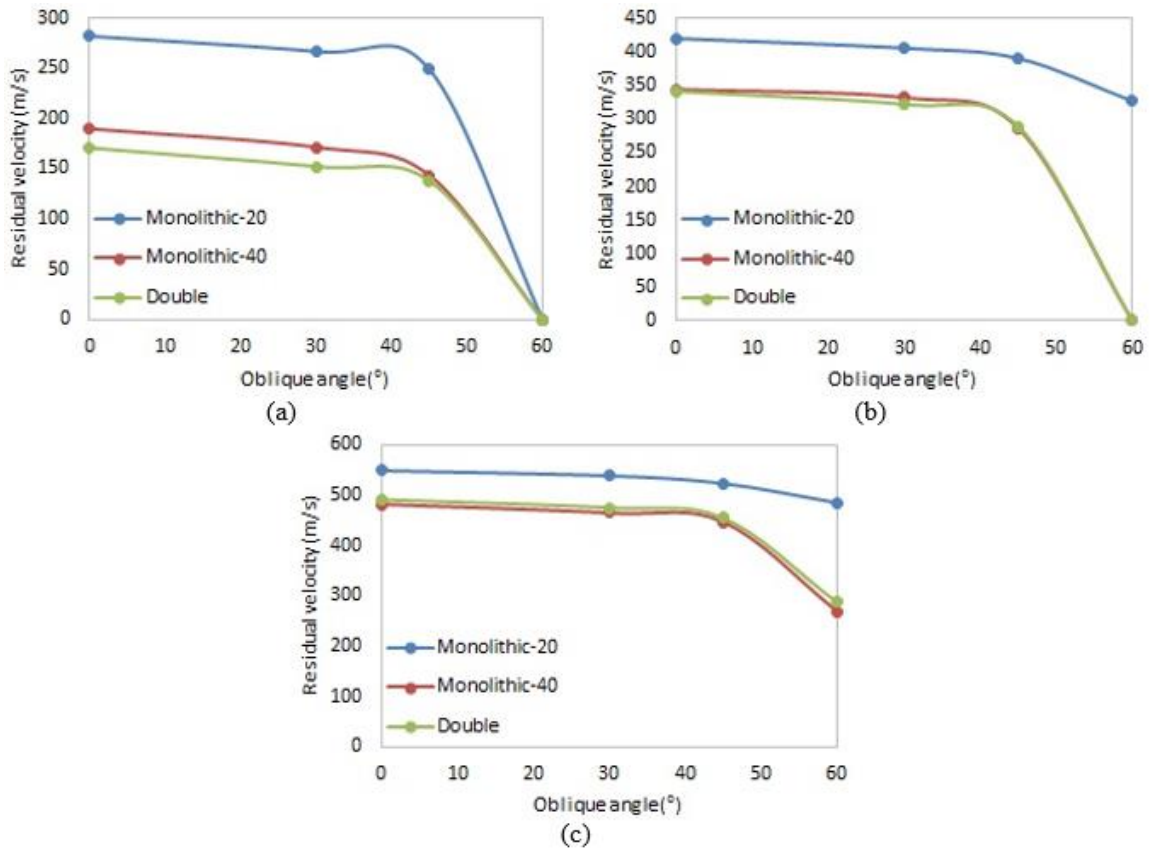 300
250
200
150
100
50
0
Residual velocity (m/s)
Monolithic-20
Monolithic-40
Double
0 10 20 30 40 50 60
Oblique angle(°)
(a)
450
400
350
300
250
200
150
100
50
0
Residual velocity (m/s)
Monolithic-20
Monolithic-40
Double
0 10 20 30 40 50 60
Oblique angle(°)
(b)
600
500
400
300
200
100
0
Residual velocity (m/s)
Monolithic-20
Monolithic-40
Double
0 10 20 30 40 50 60
Oblique angle(°)
(c)